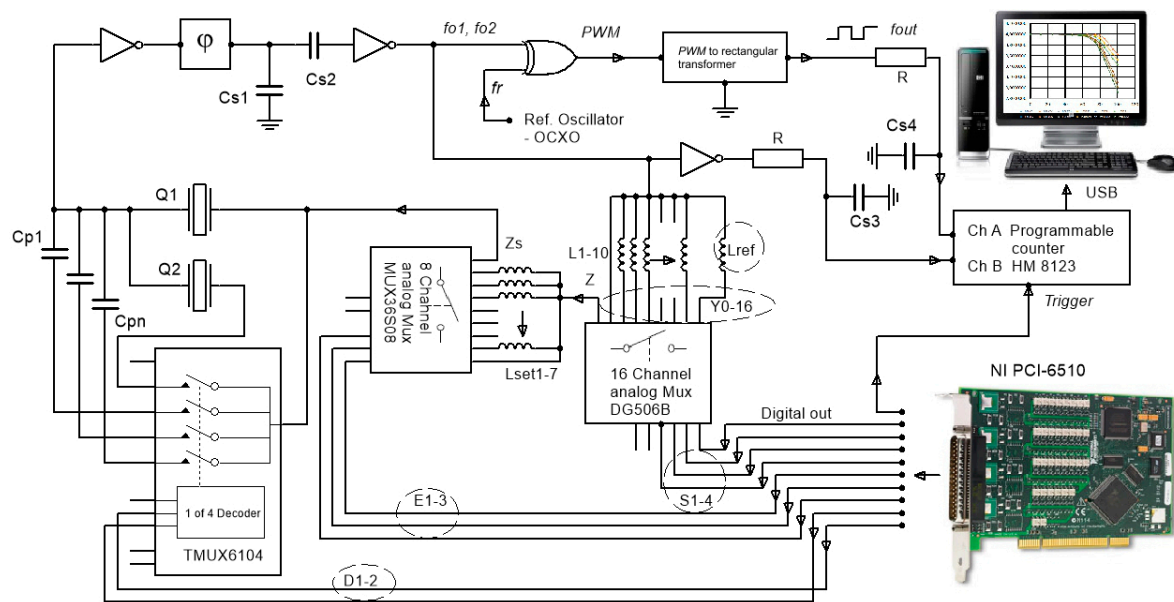 φ
fo1, fo2
PWM
PWM to rectangular
transformer
fout
R
Cs2
Cs1
fr
Ref. Oscillator
- OCXO
Cs4
R
Cs3
USB
Q1
Cp1
Zs
L1-10
Lref
Ch A Programmable
counter
Ch B HM 8123
Q2
Z
Y0-16
Trigger
8 Channel
analog Mux
MUX36S08
Cpn
Lset1-7
16 Channel
analog Mux
DG506B
NI PCI-6510
Digital out
E1-3
S1-4
1 of 4 Decoder
TMUX6104
D1-2